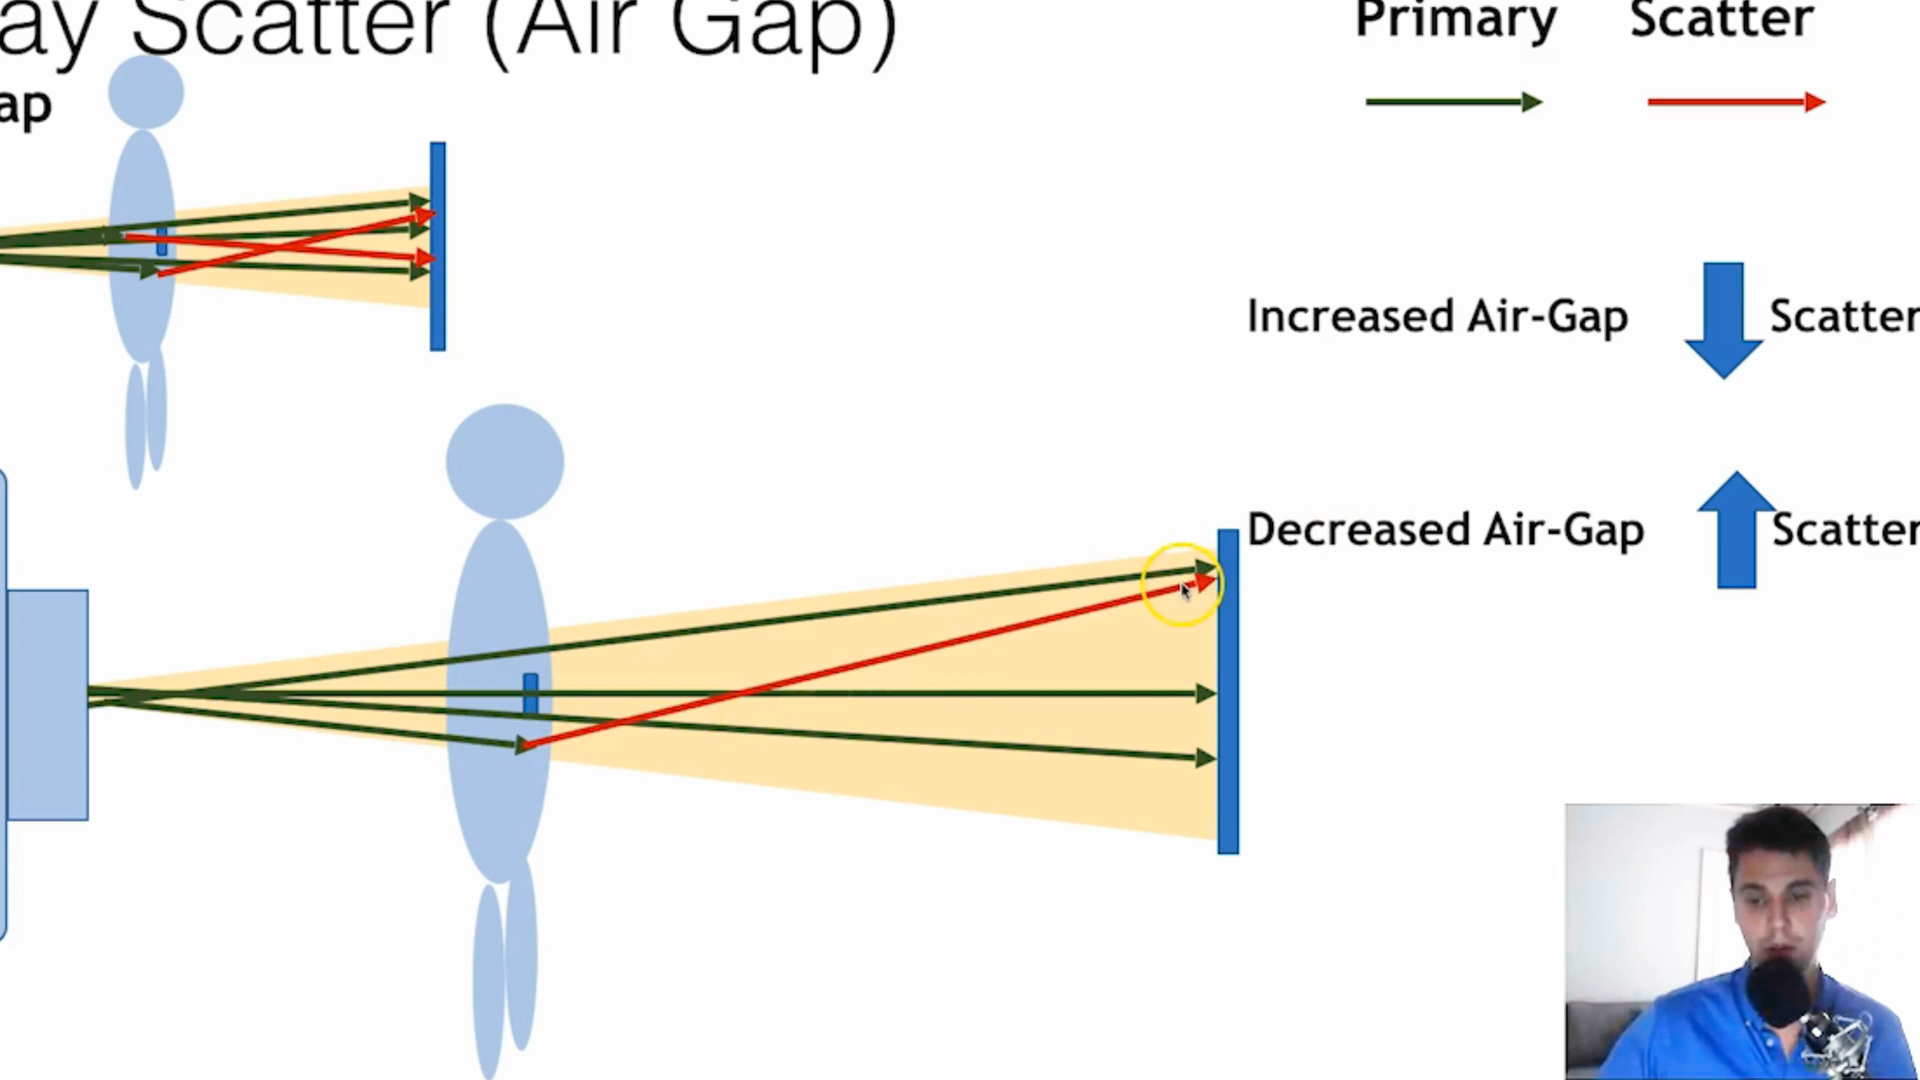 ay Scatter (Air Gap)
ap
Primary Scatter
Increased Air-Gap Scatter
Decreased Air-Gap Scatter